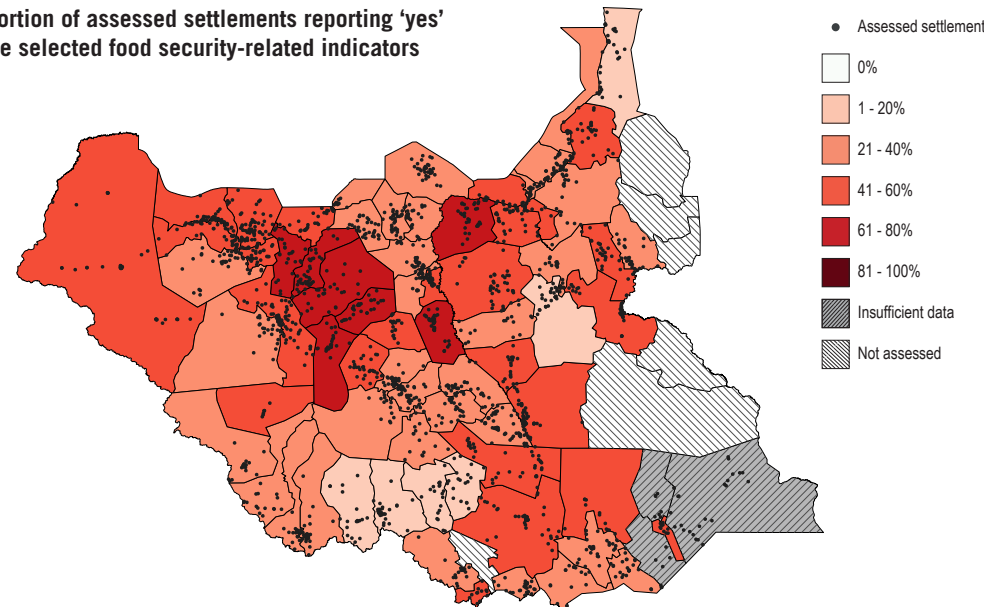 ortion of assessed settlements reporting ‘yes’
e selected food security-related indicators
Assessed settlement
0%
1 - 20%
21 - 40%
41 - 60%
61 - 80%
81 - 100%
Insufficient data
Not assessed